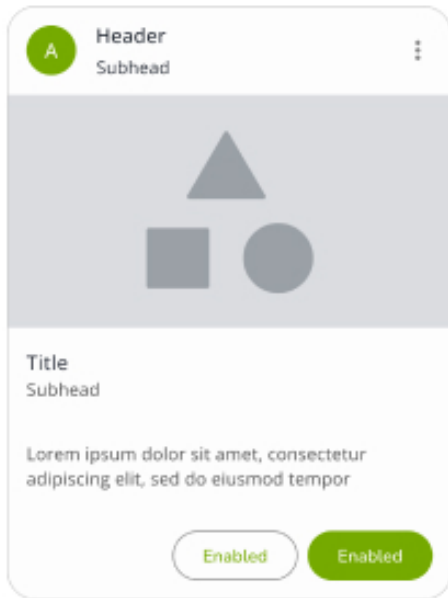 A
Header
Subhead
Title
Subhead
Lorem ipsum dolor sit amet, consectetur
adipiscing elit, sed do eiusmod tempor
Enabled
Enabled